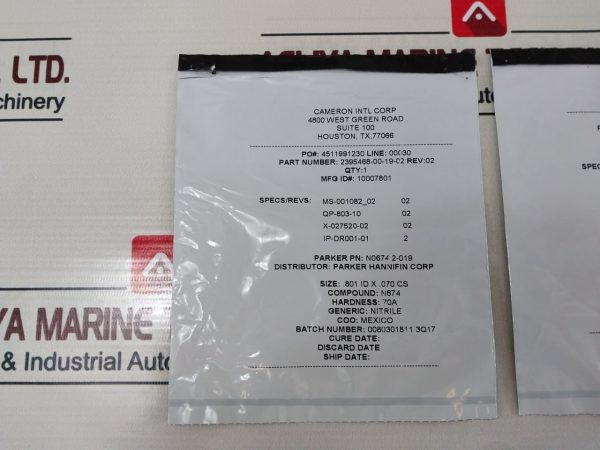 LTD.
CAMERON INTL CORP
4800 WEST GREEN ROAD
SUITE 100
HOUSTON, TX,77066
PO#: 4511991230 LINE: 00030
PART NUMBER: 2395468-00-19-02 REV:02
QTY:1
MFG ID#: 10007801
SPECS/REVS: MS-001082_02 02
QP-803-10 02
X-027520-02 02
IP-DR001-01 2
PARKER PN: N0674 2-019
DISTRIBUTOR: PARKER HANNIFIN CORP
SIZE: .801 ID X .070 CS
COMPOUND: N674
HARDNESS: 70A
GENERIC: NITRILE
COO: MEXICO
BATCH NUMBER: 0080301811 3Q17
CURE DATE:
DISCARD DATE
SHIP DATE:
MARINE
& Industrial Auto